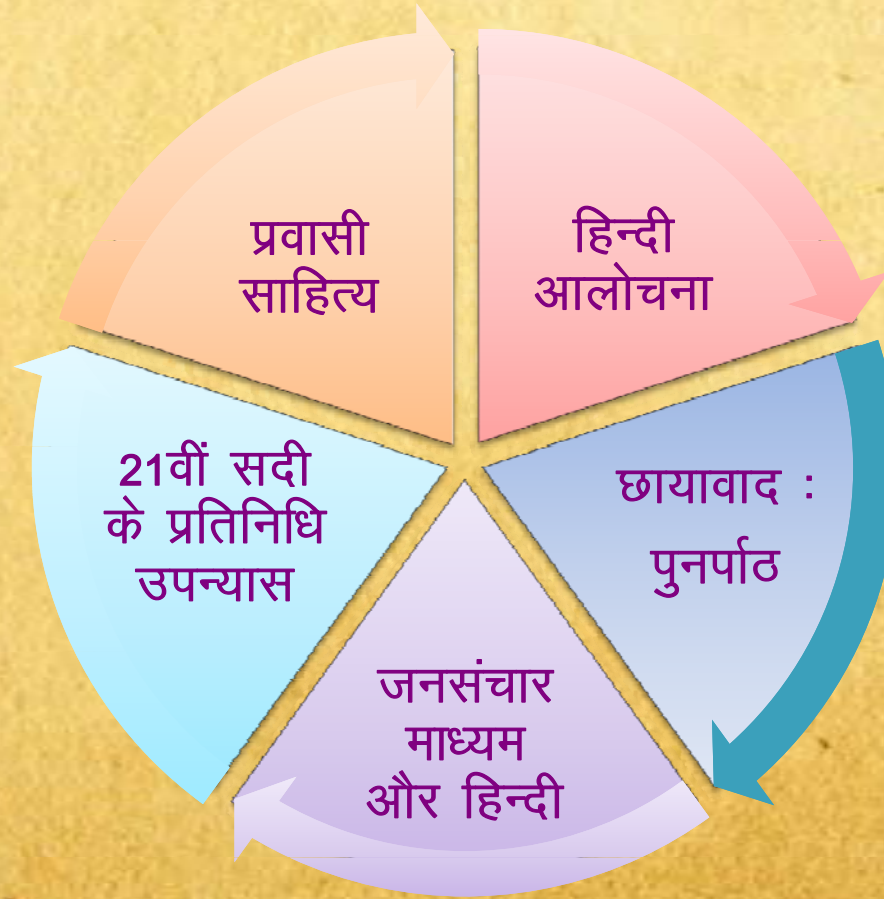 हिन्दी
आलोचना
छायावाद :
पुनर्पाठ
जनसंचार
माध्यम
और हिन्दी
21वीं सदी
के प्रतिनिधि
उपन्यास
प्रवासी
साहित्य